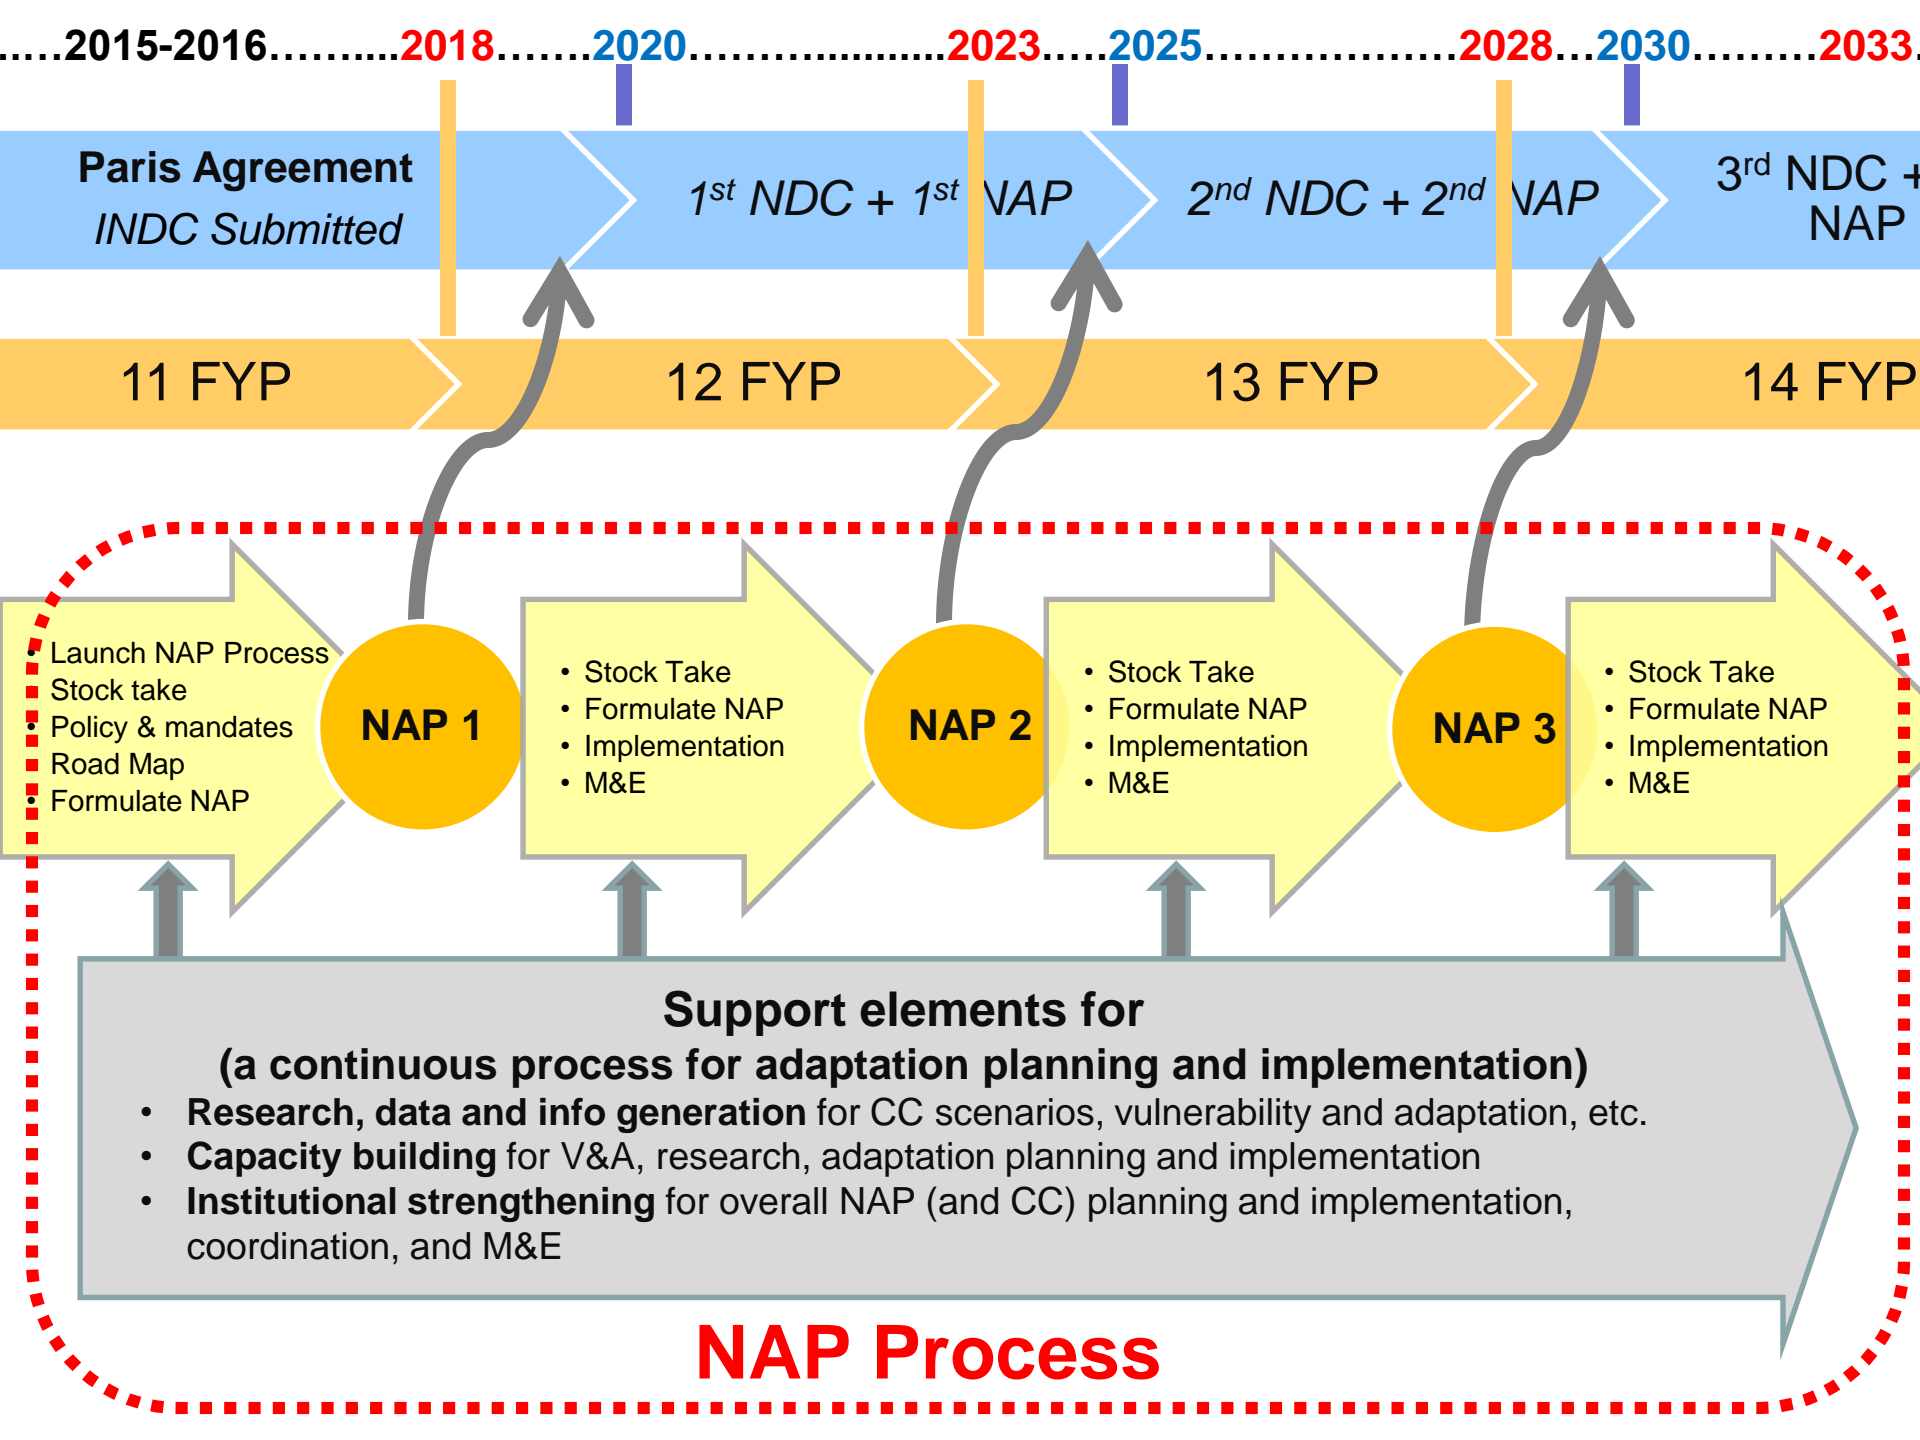 .....2015-2016.............2018.......2020.....................2023.....2025..................2028...2030.........2033.
Paris Agreement
INDC Submitted
1st NDC + 1st NAP
2nd NDC + 2nd NAP
3rd NDC +
NAP
11 FYP
12 FYP
13 FYP
14 FYP
• Launch NAP Process
Stock take
• Policy & mandates
Road Map
• Formulate NAP
NAP 1
• Stock Take
• Formulate NAP
• Implementation
• M&E
NAP 2
• Stock Take
• Formulate NAP
• Implementation
• M&E
NAP 3
• Stock Take
• Formulate NAP
• Implementation
• M&E
Support elements for
(a continuous process for adaptation planning and implementation)
• Research, data and info generation for CC scenarios, vulnerability and adaptation, etc.
• Capacity building for V&A, research, adaptation planning and implementation
• Institutional strengthening for overall NAP (and CC) planning and implementation,
coordination, and M&E
NAP Process